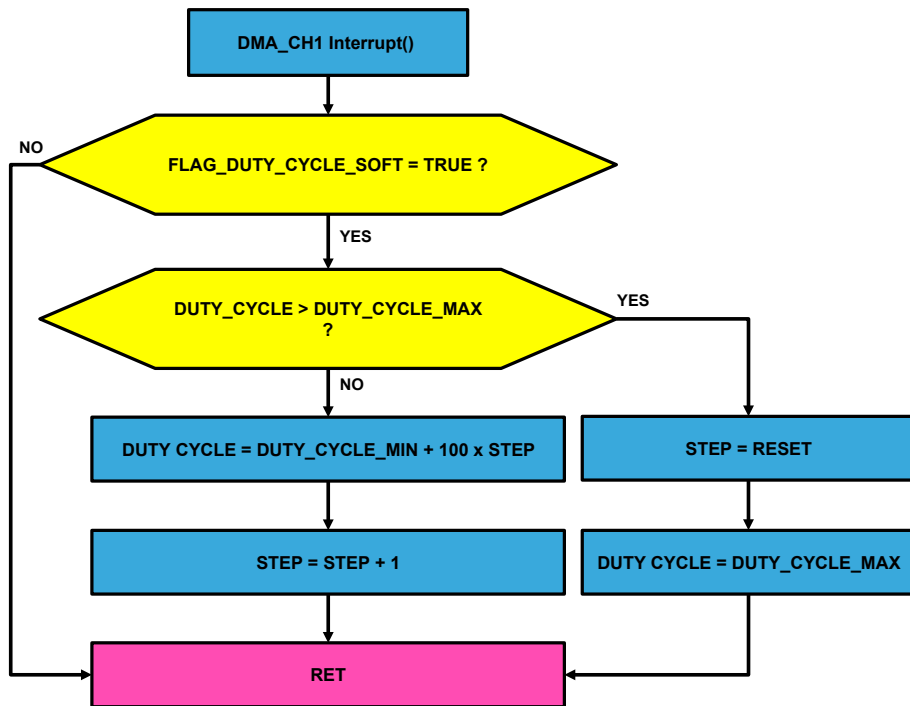 DMA_CH1 Interrupt()
NO
FLAG_DUTY_CYCLE_SOFT = TRUE ?
YES
DUTY_CYCLE > DUTY_CYCLE_MAX
?
YES
NO
DUTY CYCLE = DUTY_CYCLE_MIN + 100 x STEP
STEP = RESET
STEP = STEP + 1
DUTY CYCLE = DUTY_CYCLE_MAX
RET